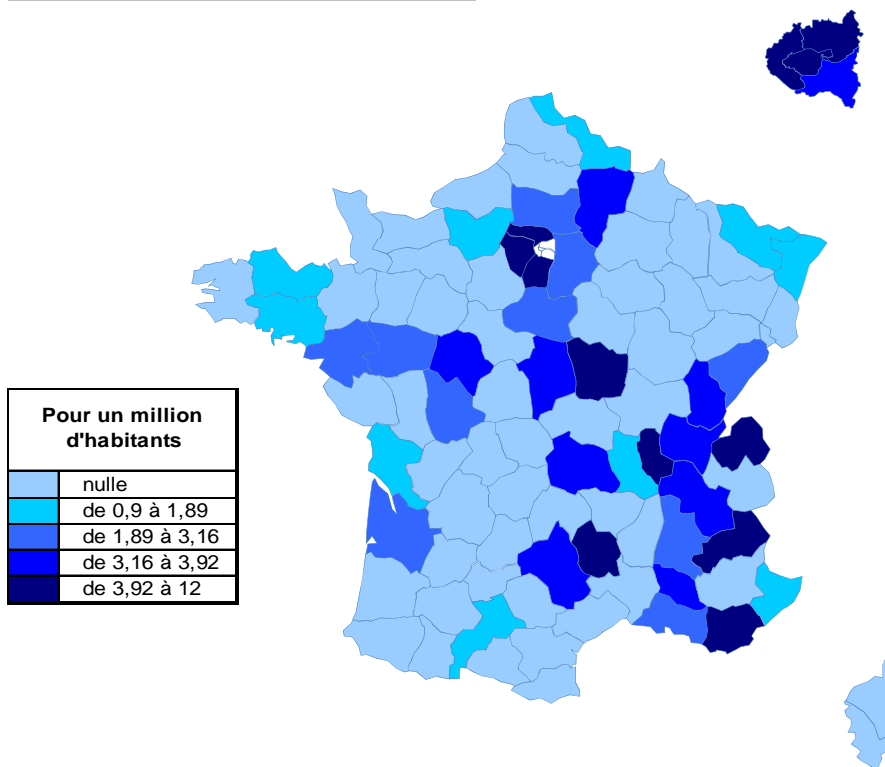 Pour un million
d'habitants
nulle
de 0,9 à 1,89
de 1,89 à 3,16
de 3,16 à 3,92
de 3,92 à 12